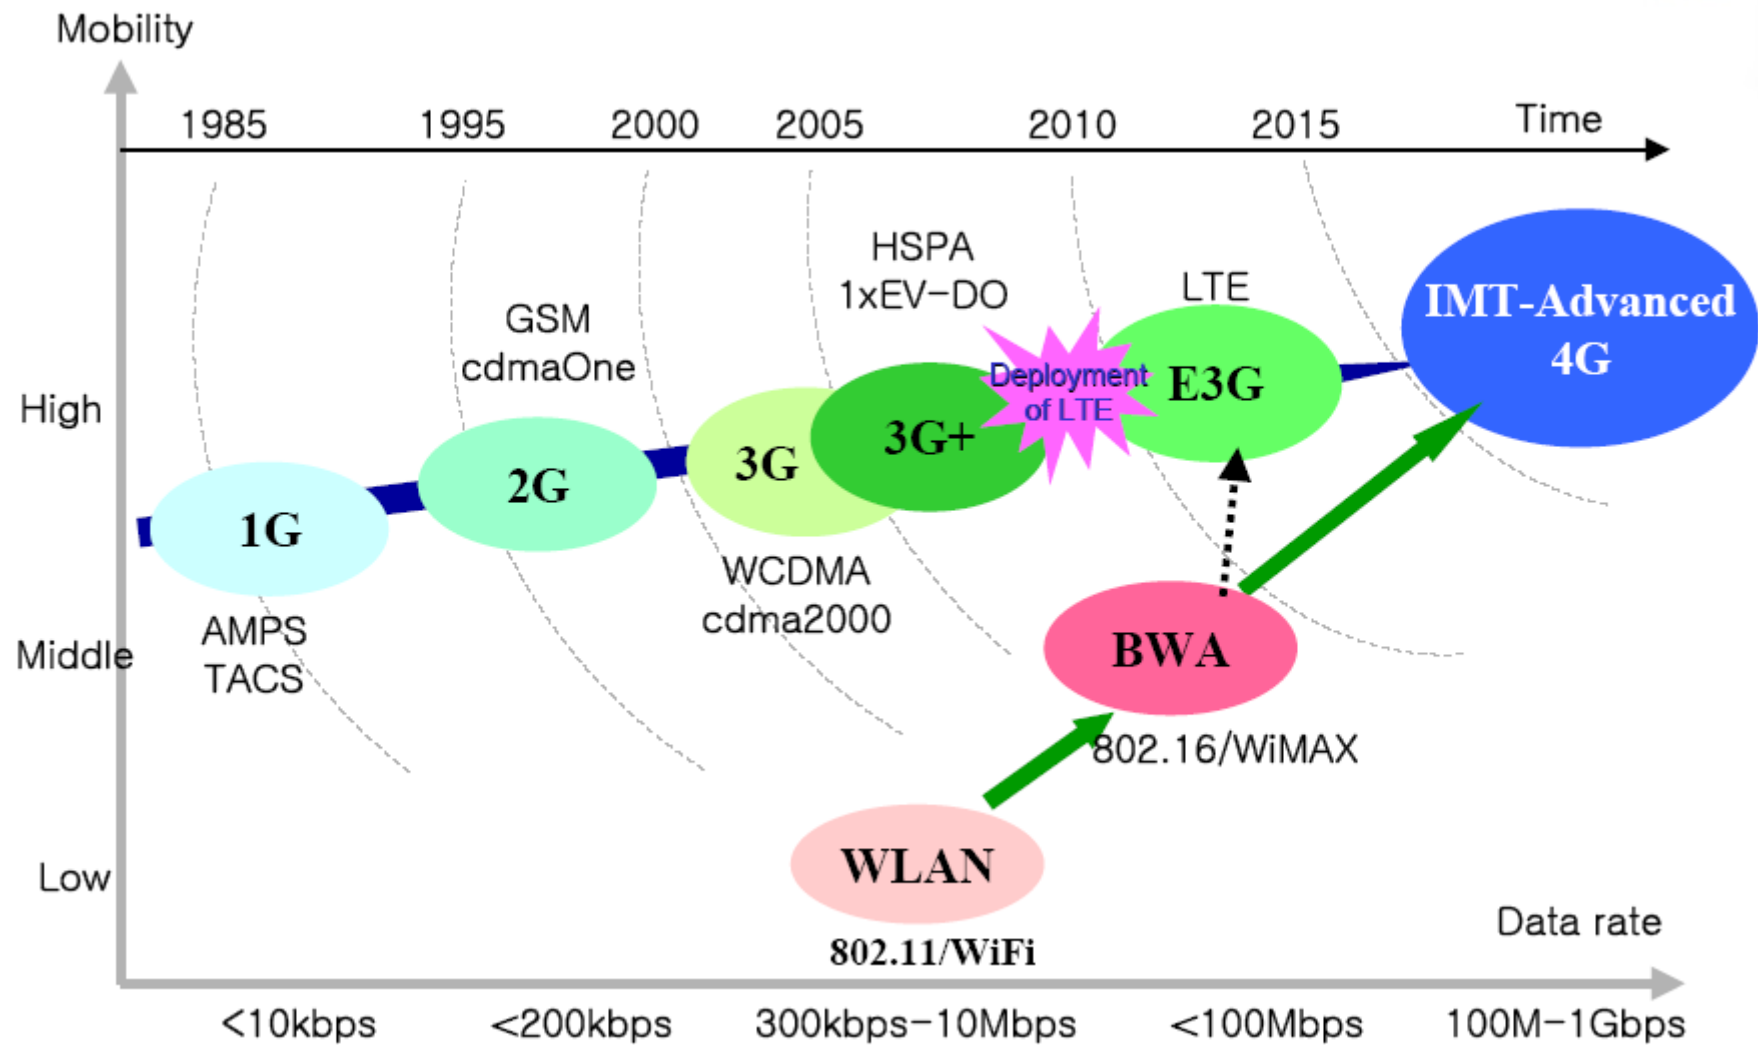 Mobility
1985 1995 2000 2005 2010 2015 Time
HSPA
1xEV-DO
LTE
GSM
cdmaOne
IMT-Advanced
4G
Deployment
of LTE
E3G
High
3G+
3G
2G
1G
WCDMA
cdma2000
AMPS
TACS
Middle
BWA
802.16/WiMAX
WLAN
Low
802.11/WiFi
Data rate
<10kbps <200kbps 300kbps-10Mbps <100Mbps 100M-1Gbps